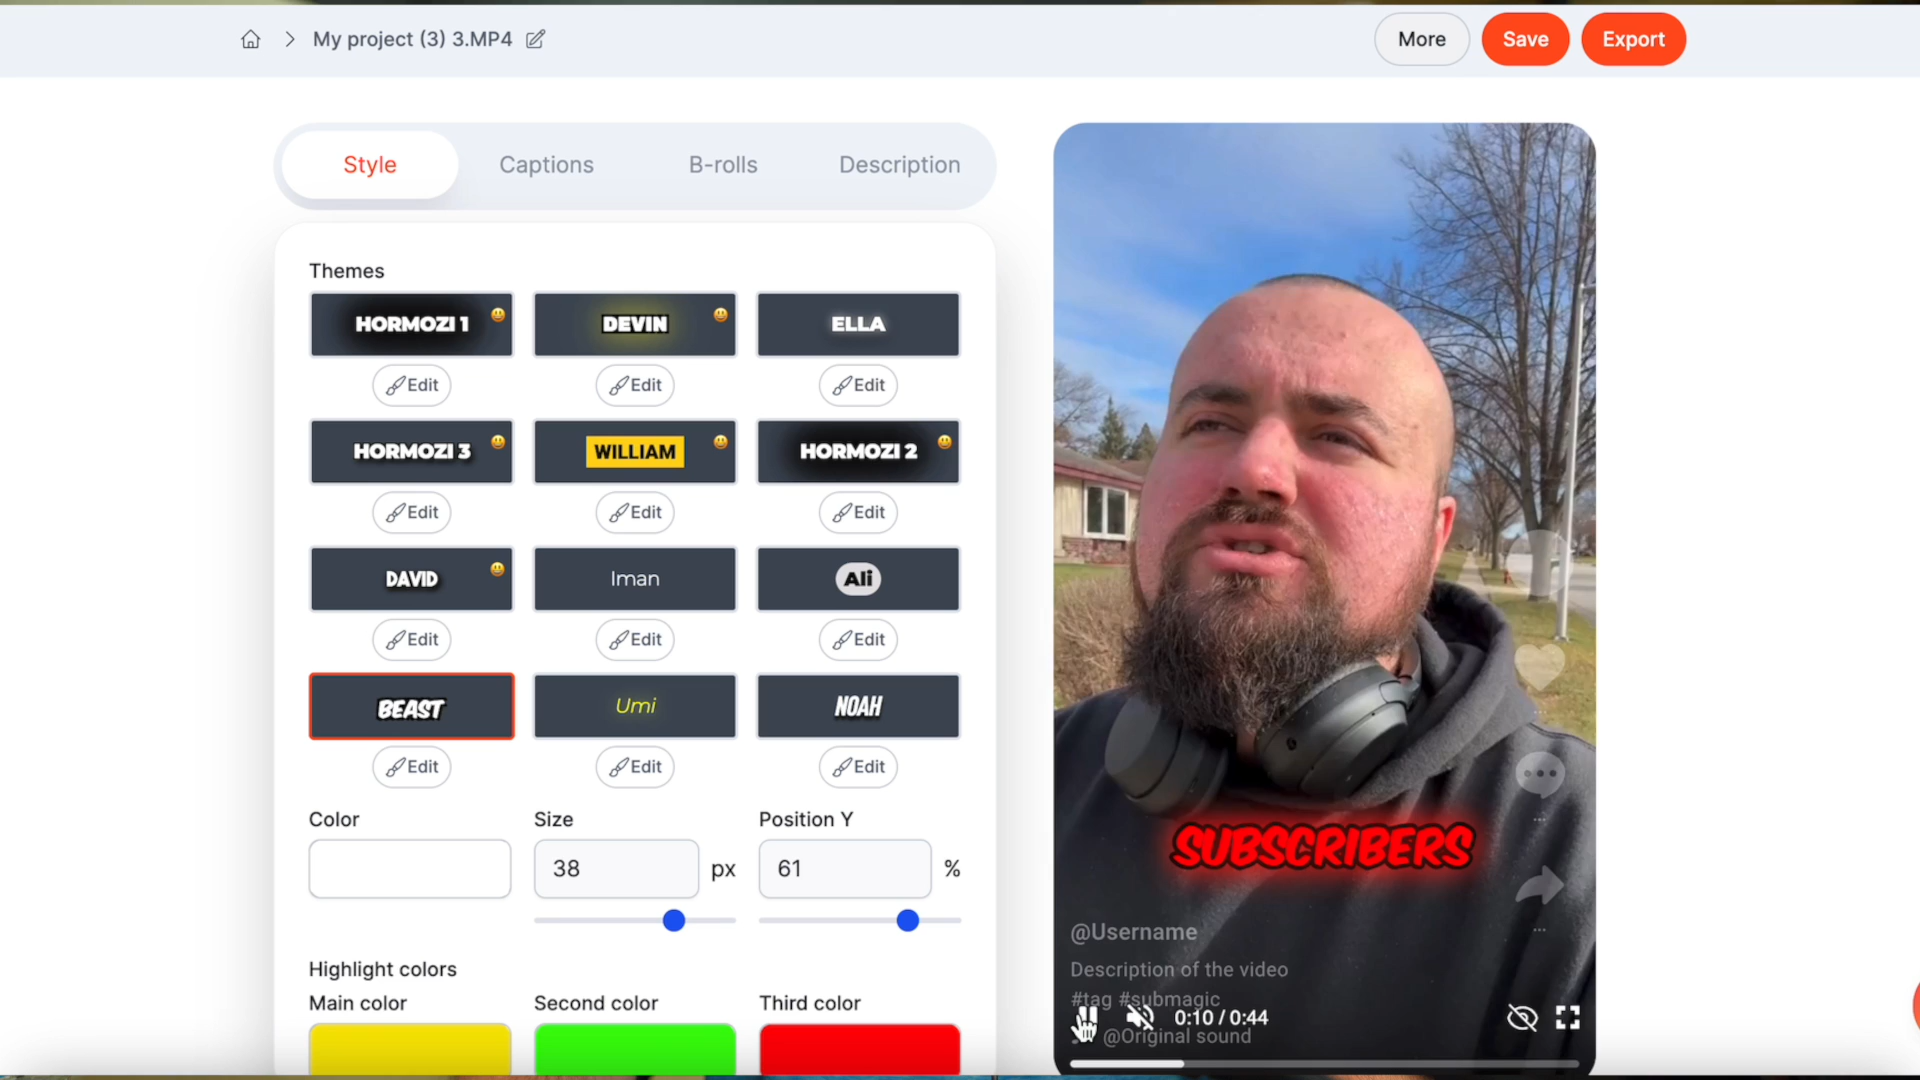 My project (3) 3.MP4
More
Save
Export
Style
Captions
B-rolls
Description
Themes
HORMOZI 1
DEVIN
ELLA
Edit
Edit
Edit
HORMOZI 3
WILLIAM
HORMOZI 2
Edit
Edit
Edit
DAVID
Iman
Ali
Edit
Edit
Edit
BEAST
Umi
NOAH
Edit
Edit
Edit
Color
Size
Position Y
38
px
61
%
Highlight colors
Main color
Second color
Third color
SUBSCRIBERS
@Username
Description of the video
#tag #submagic
0:10 / 0:44
@Original sound